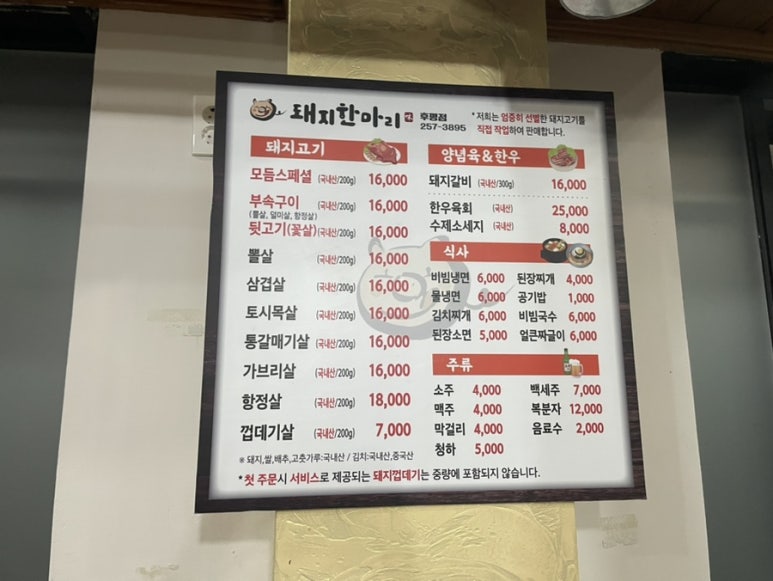 돼지한마리 후평점
257-3895
*저희는 엄중히 선별한 돼지고기를
직접 작업하여 판매합니다.
돼지고기
모듬스페셜 (국내산/200g) 16,000
부속구이 (국내산/200g) 16,000
(뽈살, 얼미살, 항정살)
뒷고기(꽃살) (국내산/200g) 16,000
뽈살 (국내산/200g) 16,000
삼겹살 (국내산/200g) 16,000
토시목살 (국내산/200g) 16,000
통갈매기살 (국내산/200g) 16,000
가브리살 (국내산/200g) 16,000
항정살 (국내산/200g) 18,000
껍데기살 (국내산/200g) 7,000
양념육&한우
돼지갈비 (국내산/300g) 16,000
한우육회 (국내산) 25,000
수제소세지 (국내산) 8,000
식사
비빔냉면 6,000 된장찌개 4,000
물냉면 6,000 공기밥 1,000
김치찌개 6,000 비빔국수 6,000
된장소면 5,000 얼큰짜글이 6,000
주류
소주 4,000 백세주 7,000
맥주 4,000 복분자 12,000
막걸리 4,000 음료수 2,000
청하 5,000
※ 돼지,쌀,배추,고춧가루:국내산 / 김치:국내산,중국산
*첫 주문시 서비스로 제공되는 돼지껍데기는 중량에 포함되지 않습니다.